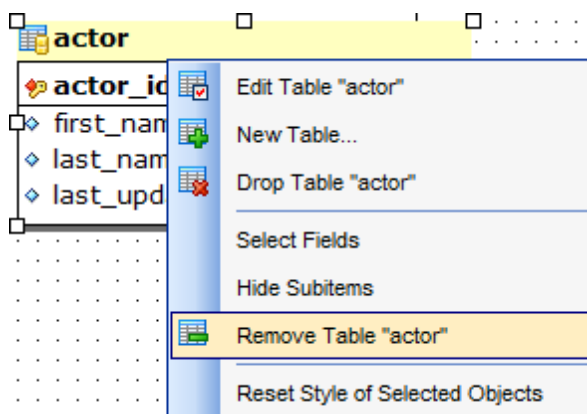 actor
actor_id
Edit Table "actor"
first_nam
New Table...
last_nam
last_upd
Drop Table "actor"
Select Fields
Hide Subitems
Remove Table "actor"
Reset Style of Selected Objects